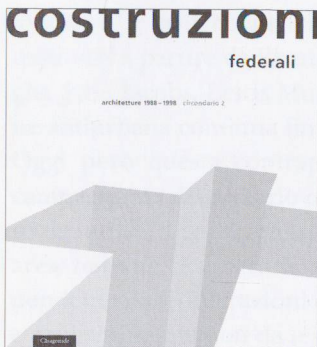 costruzioni
federali
architetture 1988–1998 circondario 2